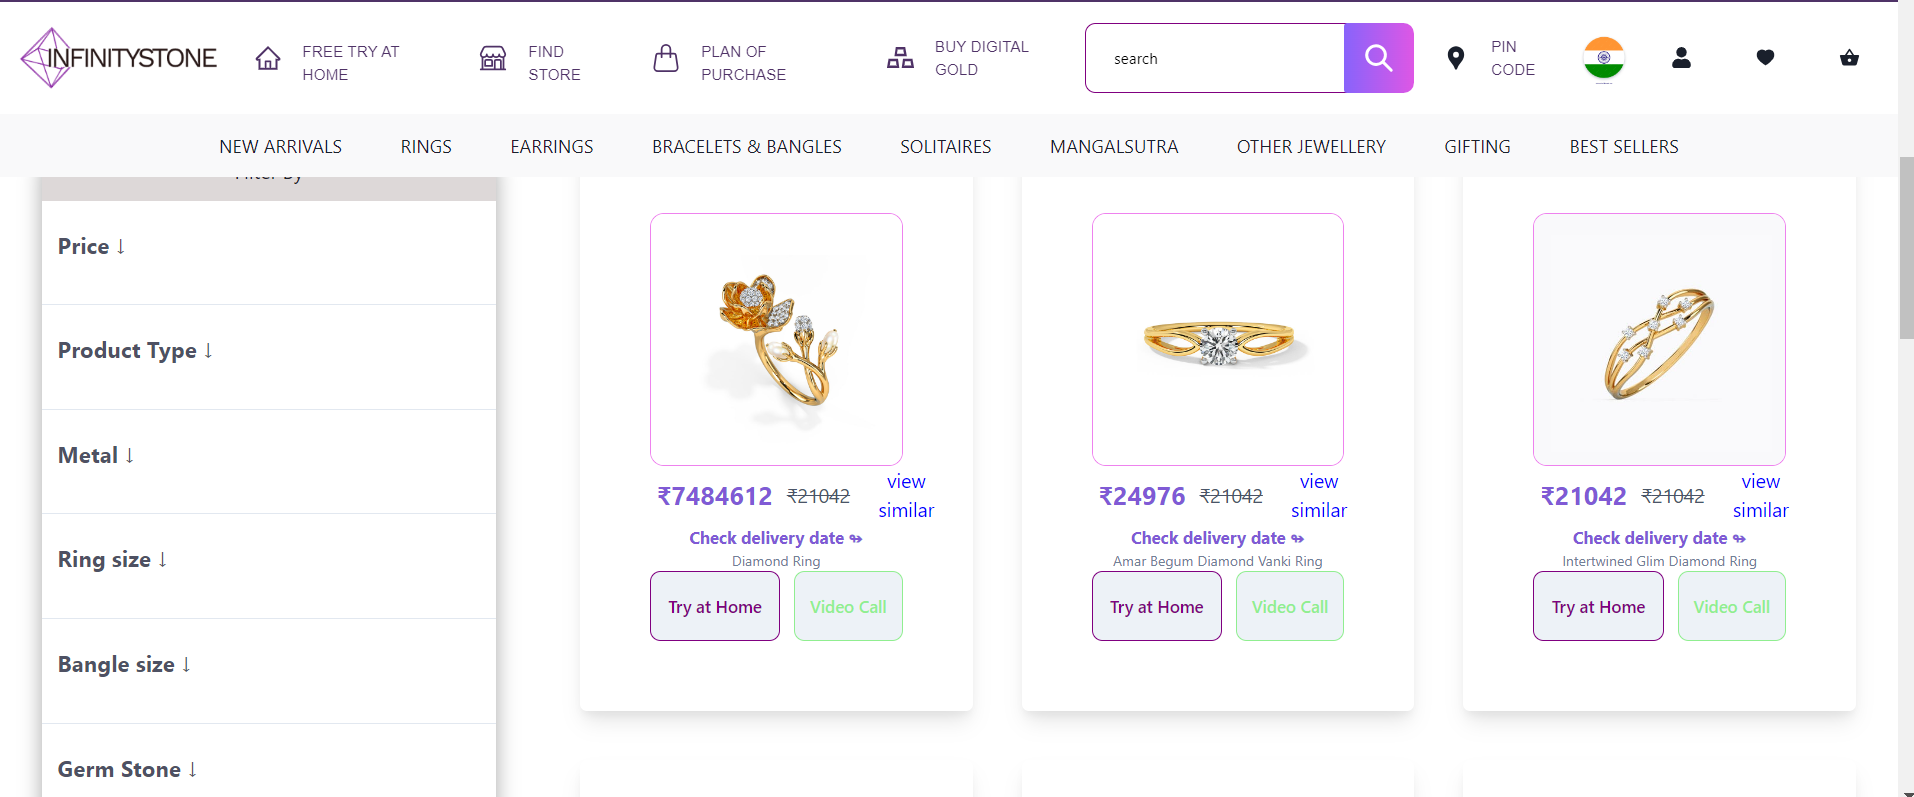 INFINITYSTONE
FREE TRY AT
HOME
FIND
STORE
PLAN OF
PURCHASE
BUY DIGITAL
GOLD
search
PIN
CODE
NEW ARRIVALS
RINGS
EARRINGS
BRACELETS & BANGLES
SOLITAIRES
MANGALSUTRA
OTHER JEWELLERY
GIFTING
BEST SELLERS
Filter By
Price ↓
Product Type ↓
Metal ↓
Ring size ↓
Bangle size ↓
Germ Stone ↓
₹7484612 ₹21042
view
similar
Check delivery date ↬
Diamond Ring
Try at Home
Video Call
₹24976 ₹21042
view
similar
Check delivery date ↬
Amar Begum Diamond Vanki Ring
Try at Home
Video Call
₹21042 ₹21042
view
similar
Check delivery date ↬
Intertwined Glim Diamond Ring
Try at Home
Video Call